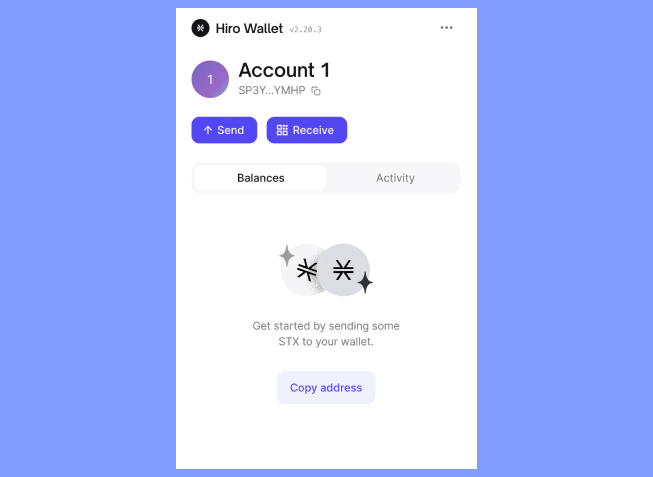 Hiro Wallet v2.20.3
1
Account 1
SP3Y...YMHP
Send
Receive
Balances
Activity
Get started by sending some
STX to your wallet.
Copy address